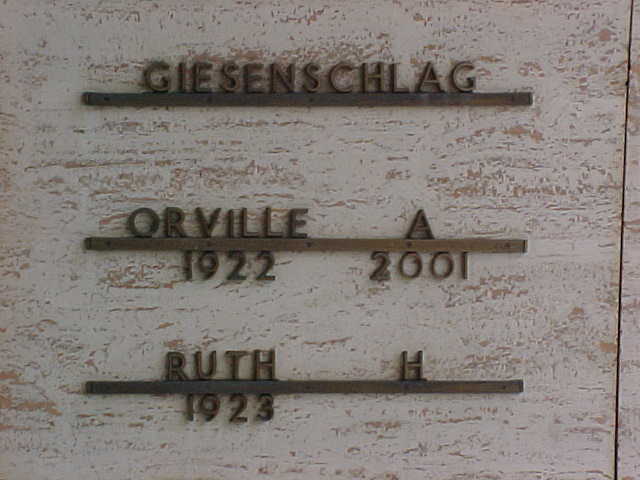 GIESENSCHLAG
ORVILLE A
1922 2001
RUTH H
1923